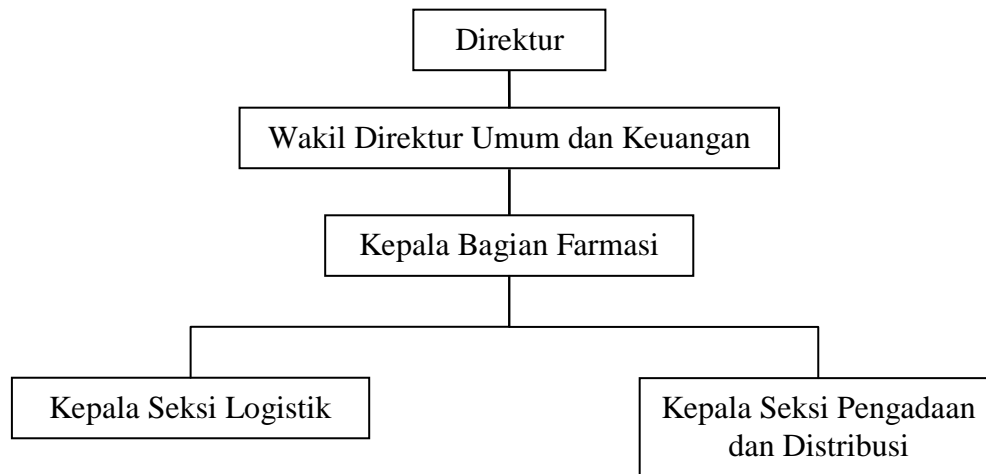 Direktur
Wakil Direktur Umum dan Keuangan
Kepala Bagian Farmasi
Kepala Seksi Logistik
Kepala Seksi Pengadaan
dan Distribusi